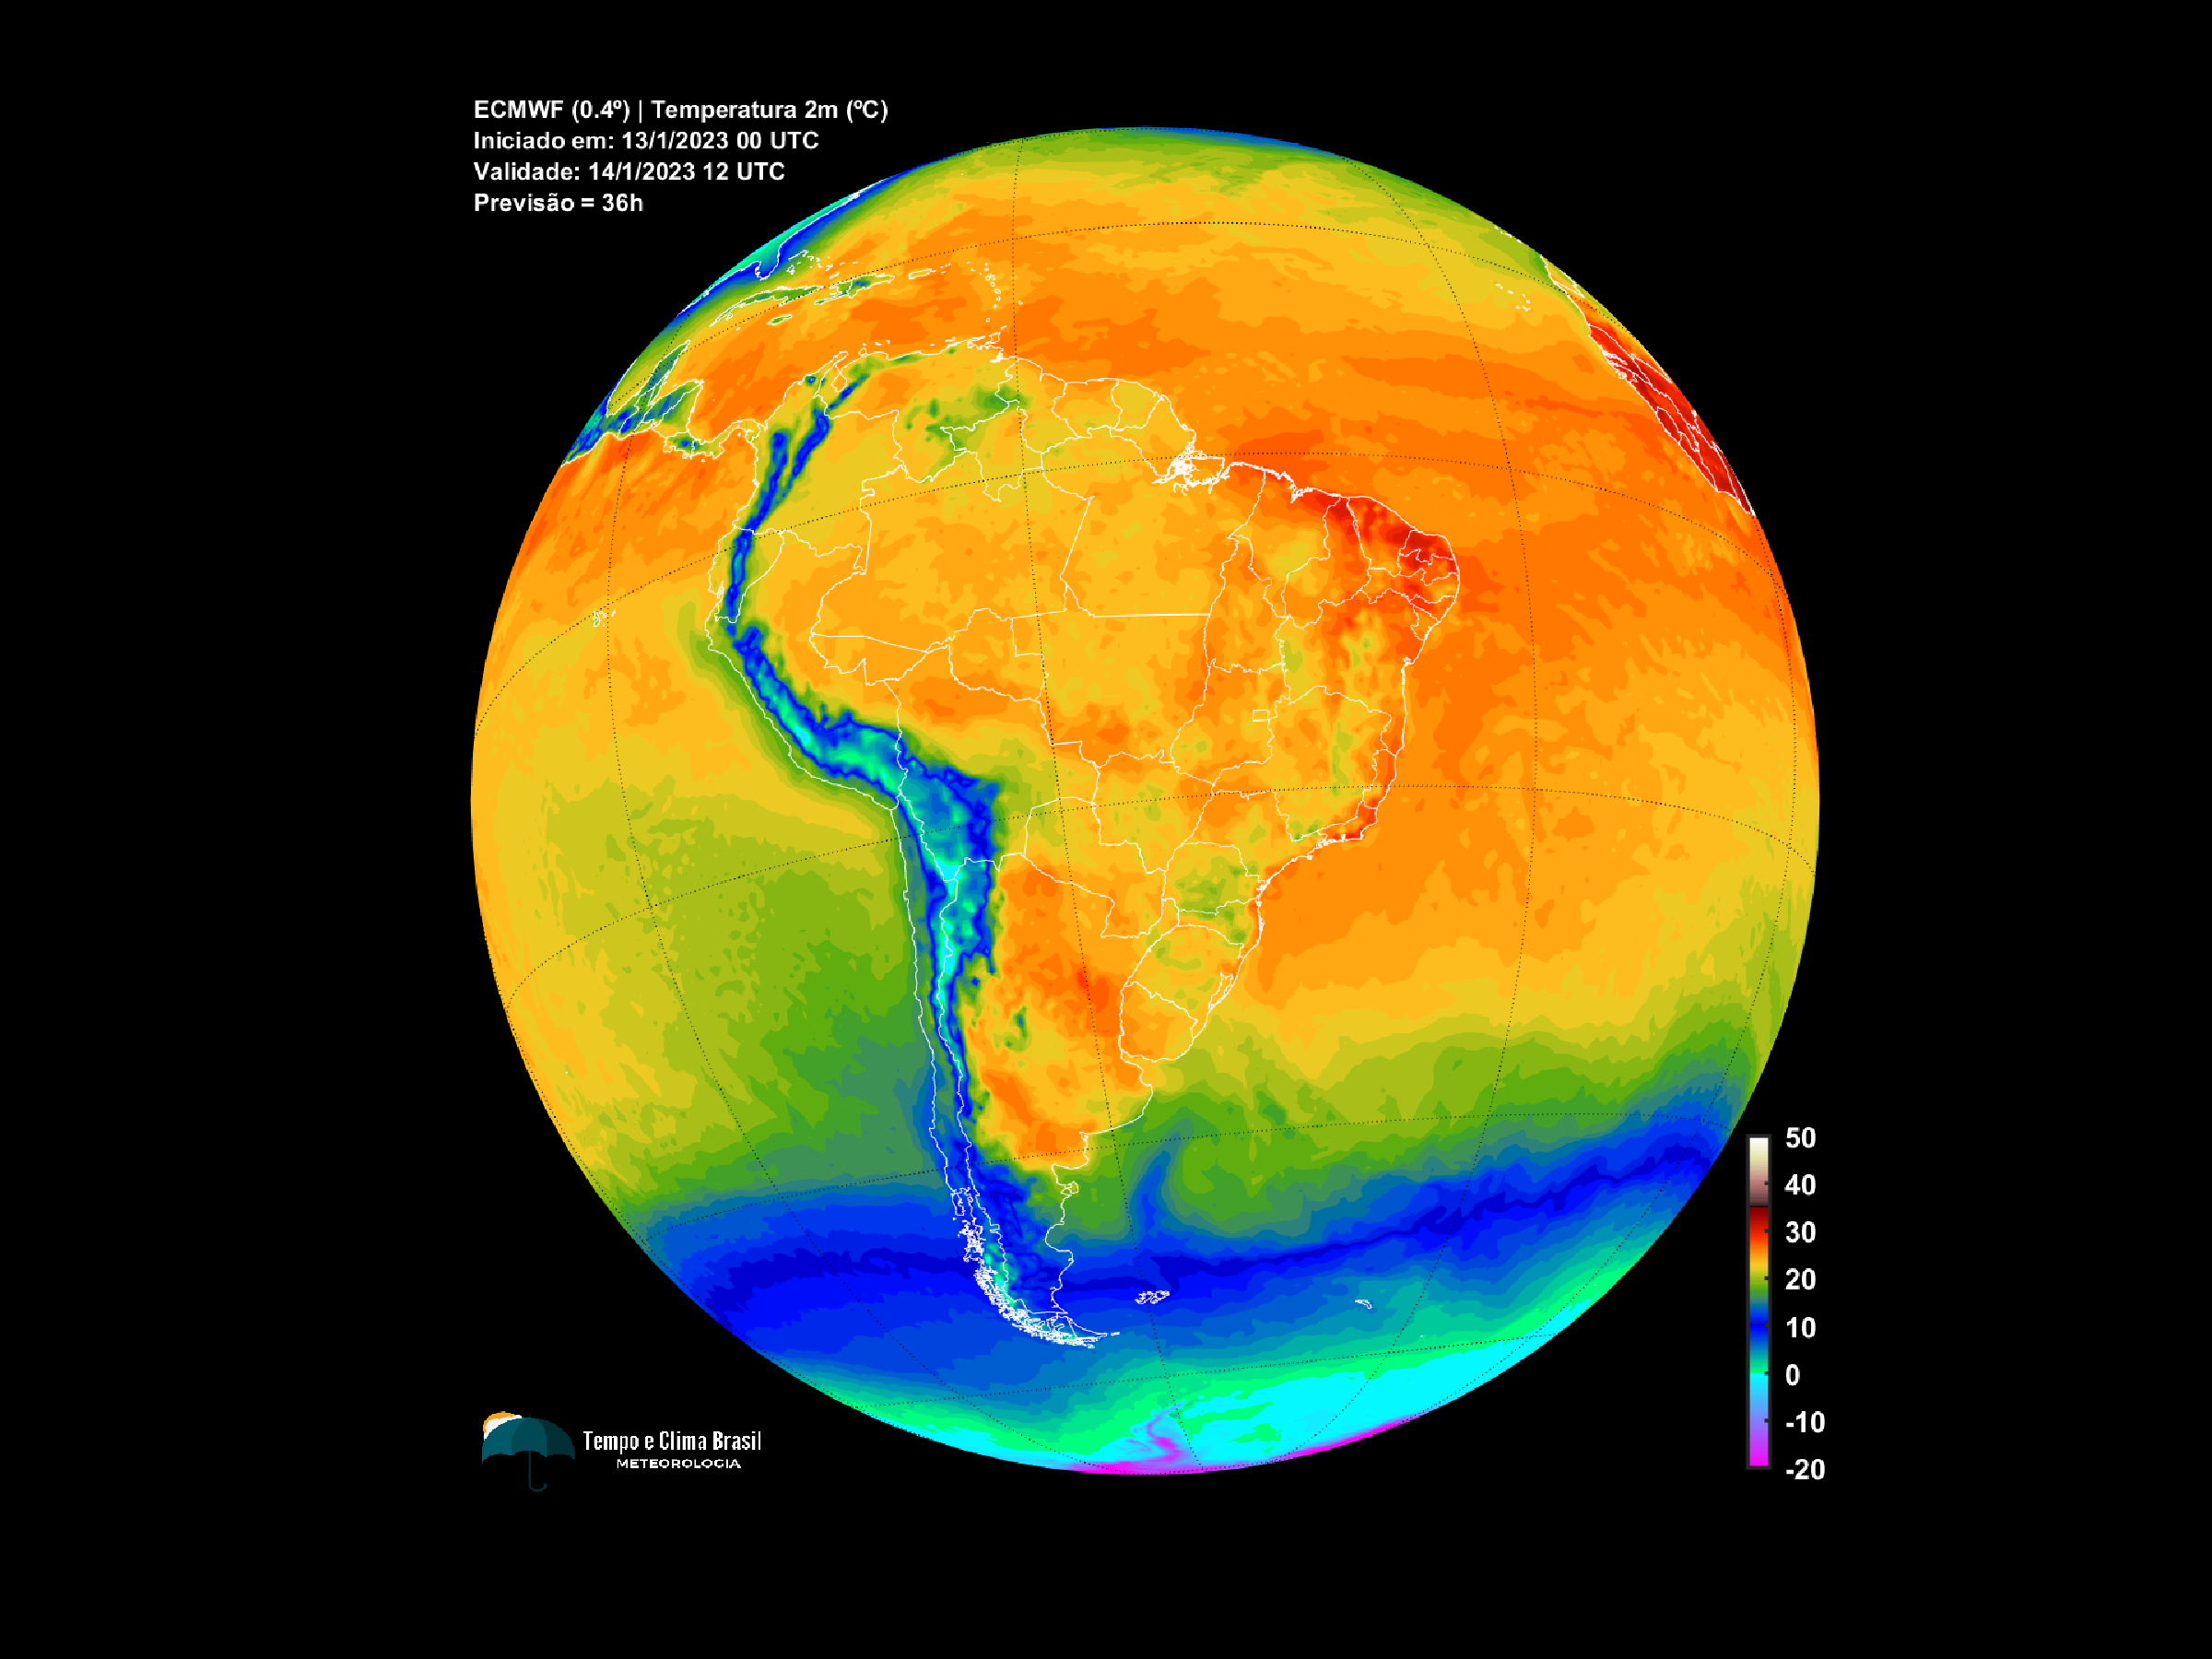 ECMWF (0.4º) | Temperatura 2m (ºC)
Iniciado em: 13/1/2023 00 UTC
Validade: 14/1/2023 12 UTC
Previsão = 36h
50
40
30
20
10
0
-10
-20
Tempo e Clima Brasil
METEOROLOGIA